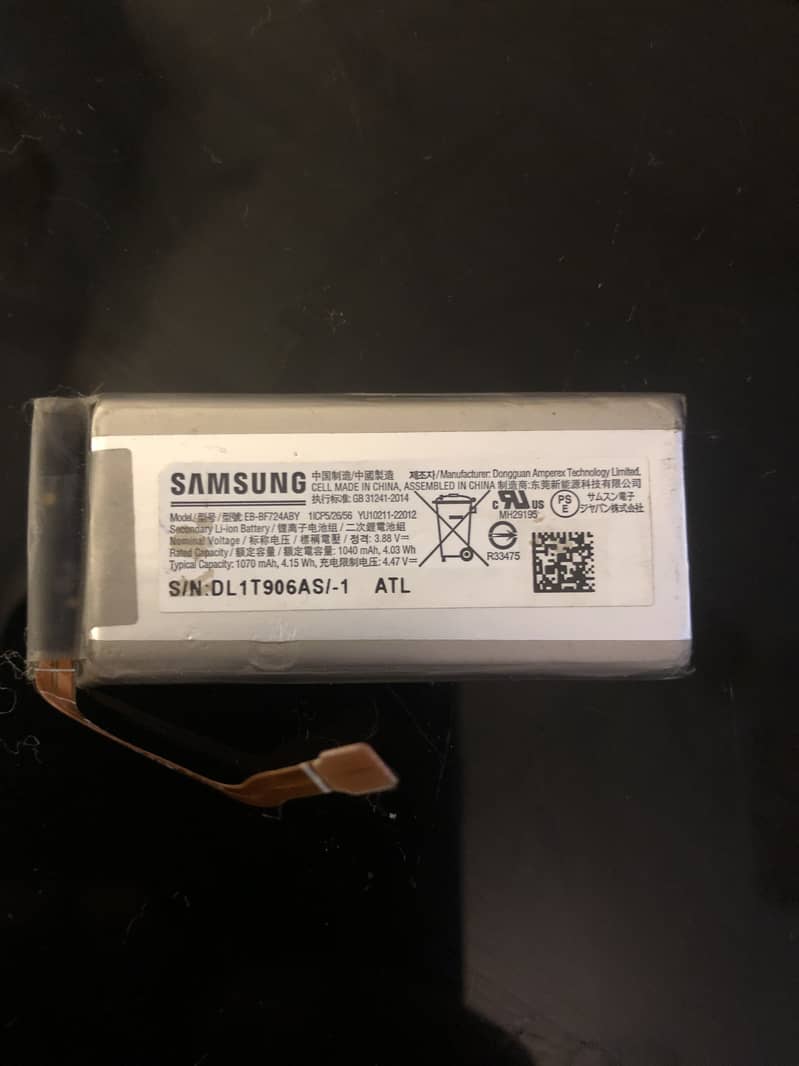 SAMSUNG
中国制造/中國製造 제조자/Manufacturer: Dongguan Amperex Technology Limited.
CELL MADE IN CHINA, ASSEMBLED IN CHINA 制造商:东莞新能源科技有限公司
执行标准: GB 31241-2014
Model/型号/型號: EB-BF724ABY 1ICP5/26/56 YU10211-22012
Secondary Li-ion Battery / 锂离子电池组 / 二次鋰電池組
Nominal Voltage / 标称电压 / 標稱電壓 / 정격: 3.88 V⎓
Rated Capacity / 额定容量 / 額定電容量: 1040 mAh, 4.03 Wh
Typical Capacity: 1070 mAh, 4.15 Wh, 充电限制电压: 4.47 V⎓
S/N:DL1T906AS/-1 ATL
c RU US
MH29195
R33475
PS
E
サムスン電子
ジャパン株式会社